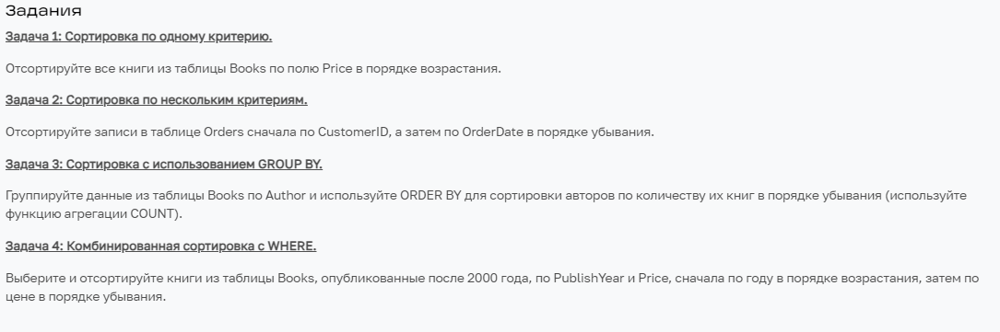 Задания
Задача 1: Сортировка по одному критерию.
Отсортируйте все книги из таблицы Books по полю Price в порядке возрастания.
Задача 2: Сортировка по нескольким критериям.
Отсортируйте записи в таблице Orders сначала по CustomerID, а затем по OrderDate в порядке убывания.
Задача 3: Сортировка с использованием GROUP BY.
Группируйте данные из таблицы Books по Author и используйте ORDER BY для сортировки авторов по количеству их книг в порядке убывания (используйте
функцию агрегации COUNT).
Задача 4: Комбинированная сортировка с WHERE.
Выберите и отсортируйте книги из таблицы Books, опубликованные после 2000 года, по PublishYear и Price, сначала по году в порядке возрастания, затем по
цене в порядке убывания.